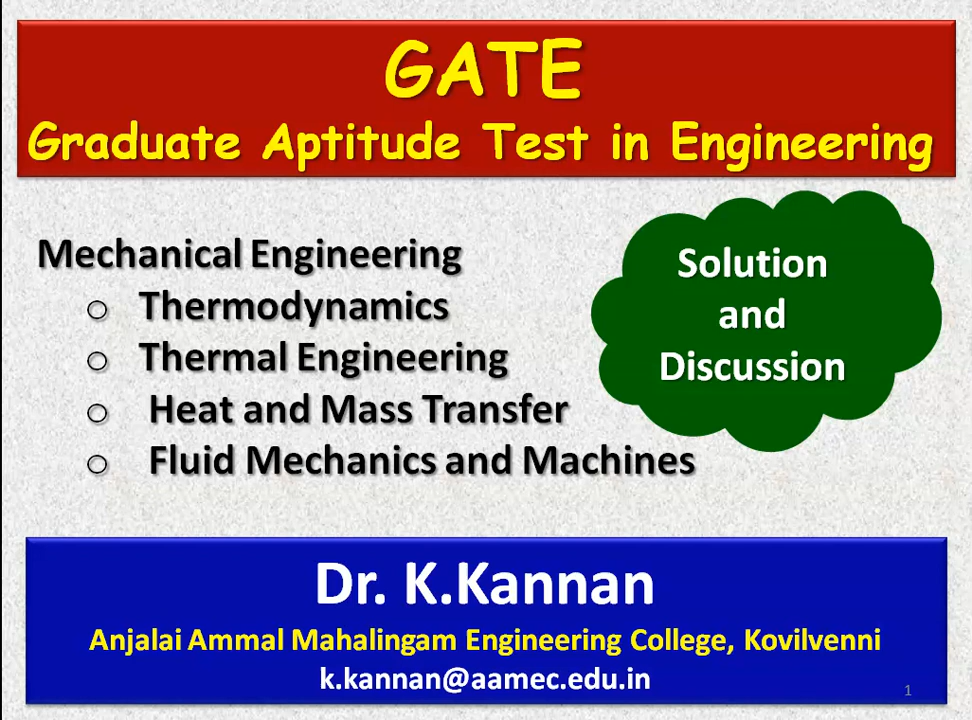 GATE
Graduate Aptitude Test in Engineering
Mechanical Engineering
o Thermodynamics
o Thermal Engineering
o Heat and Mass Transfer
o Fluid Mechanics and Machines
Solution
and
Discussion
Dr. K.Kannan
Anjalai Ammal Mahalingam Engineering College, Kovilvenni
k.kannan@aamec.edu.in
1